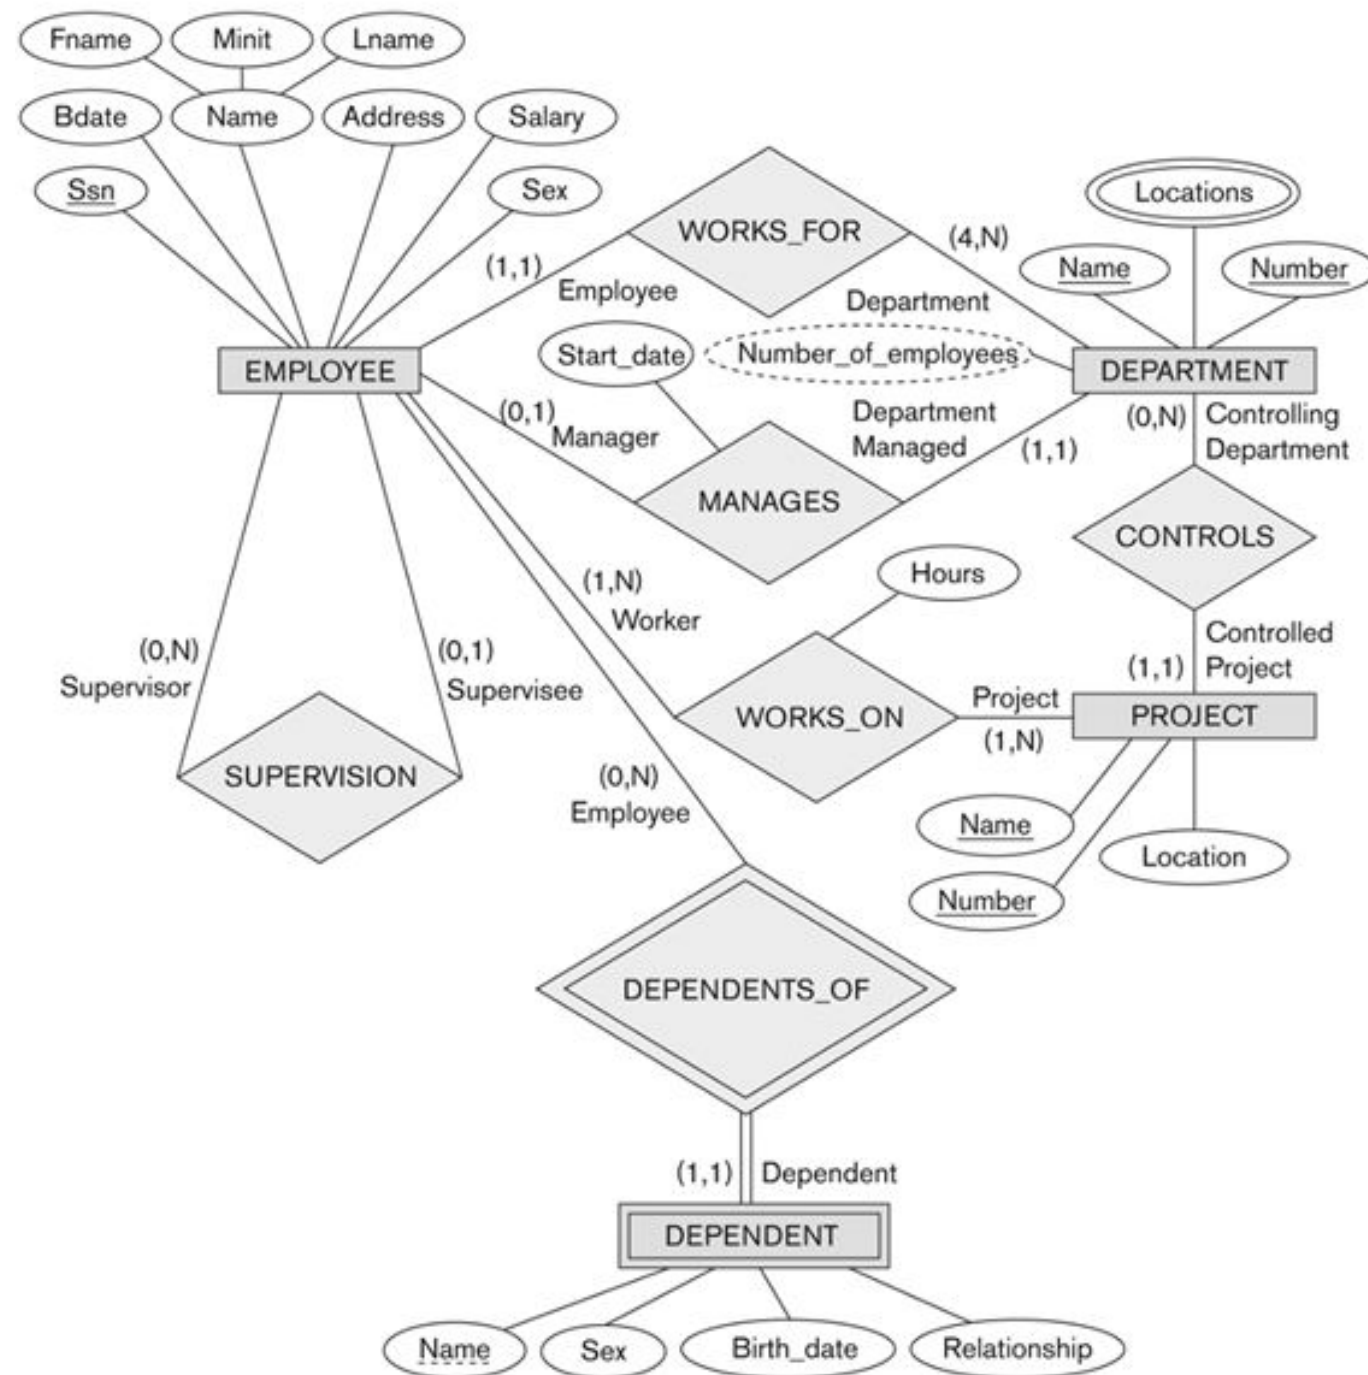 Fname
Minit
Lname
Bdate
Name
Address
Salary
Ssn
Sex
WORKS_FOR
Locations
(4,N)
Name
Number
(1,1)
Employee
Department
Start_date
Number_of_employees
EMPLOYEE
DEPARTMENT
(0,1)
Manager
Department
Managed
(1,1)
(0,N)
Controlling
Department
MANAGES
CONTROLS
Hours
(1,N)
Worker
(0,N)
Supervisor
(0,1)
Supervisee
Controlled
Project
(1,1)
Project
(1,N)
WORKS_ON
PROJECT
SUPERVISION
(0,N)
Employee
Name
Location
Number
DEPENDENTS_OF
(1,1)
Dependent
DEPENDENT
Name
Sex
Birth_date
Relationship